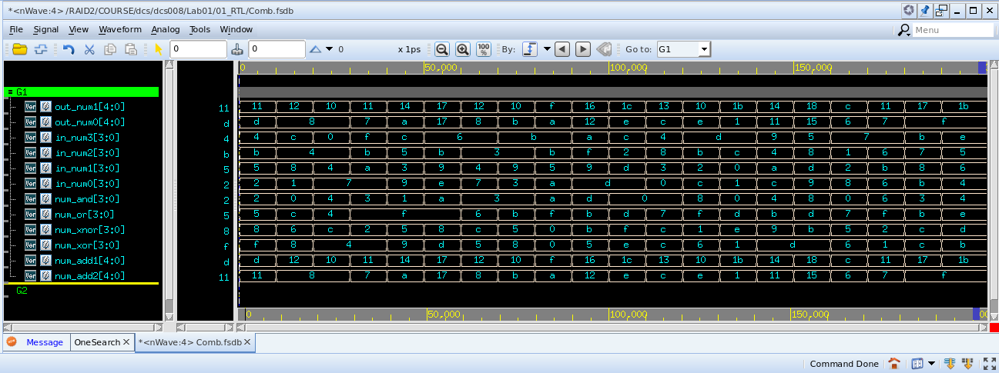 *<nWave:4> /RAID2/COURSE/dcs/dcs008/Lab01/01_RTL/Comb.fsdb
File Signal View Waveform Analog Tools Window Menu
0 0 0 x 1ps 100% By: Go to: G1
0 50,000 100,000 150,000
G1
out_num1[4:0] 11 11 12 10 11 14 17 12 10 f 16 1c 13 10 1b 14 18 c 11 17 1b
out_num0[4:0] d d 8 7 a 17 8 b a 12 e c e 1 11 15 6 7 f
in_num3[3:0] 4 4 c 0 f c 6 b a c 4 d 9 5 7 b e
in_num2[3:0] b b 4 b 5 b 3 b f 2 8 c 4 8 1 6 7 5
in_num1[3:0] 5 5 8 4 a 3 9 4 9 5 9 d 3 2 0 a d 2 b 8 6
in_num0[3:0] 2 2 1 7 9 e 7 3 a d 0 c 1 c 9 8 6 b 4
num_and[3:0] 2 2 0 4 3 1 a 3 a d 0 8 0 4 8 0 6 3 4
num_or[3:0] 5 5 c 4 f 6 b f b d 7 f d b d 7 f b e
num_xnor[3:0] 8 8 6 c 2 5 8 c 5 0 b f c 1 e 9 b 5 2 c d
num_xor[3:0] f f 8 4 9 d 5 8 0 5 e c 6 1 d 6 1 c b
num_add1[4:0] d d 12 10 11 14 17 12 10 f 16 1c 13 10 1b 14 18 c 11 17 1b
num_add2[4:0] 11 11 8 7 a 17 8 b a 12 e c e 1 11 15 6 7 f
G2
0 50,000 100,000 150,000
Message OneSearch *<nWave:4> Comb.fsdb
Command Done